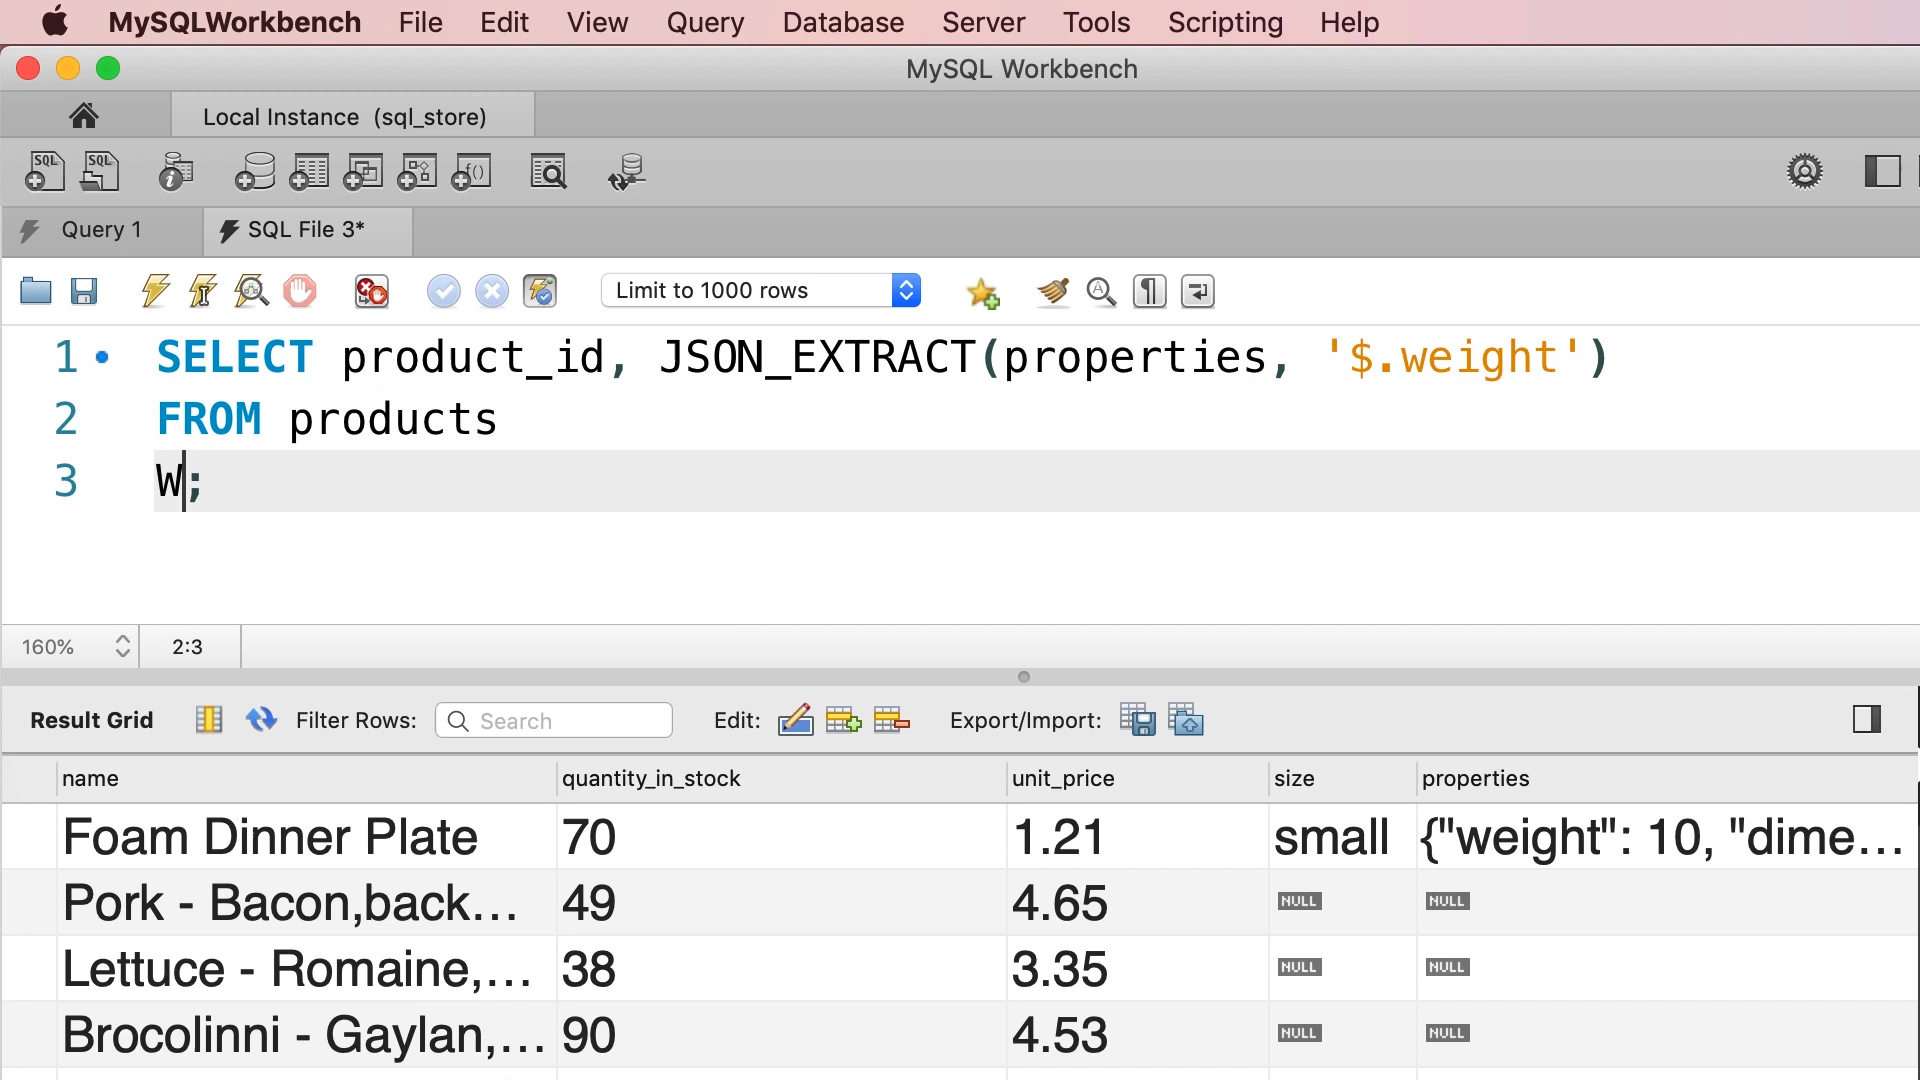 MySQLWorkbench File Edit View Query Database Server Tools Scripting Help
MySQL Workbench
Local Instance (sql_store)
SQL SQL
Query 1 SQL File 3*
Limit to 1000 rows
1 SELECT product_id, JSON_EXTRACT(properties, '$.weight')
2 FROM products
3 W;
160% 2:3
Result Grid Filter Rows: Search Edit: Export/Import:
name quantity_in_stock unit_price size properties
Foam Dinner Plate 70 1.21 small {"weight": 10, "dime...
Pork - Bacon,back... 49 4.65 NULL NULL
Lettuce - Romaine,... 38 3.35 NULL NULL
Brocolinni - Gaylan,... 90 4.53 NULL NULL